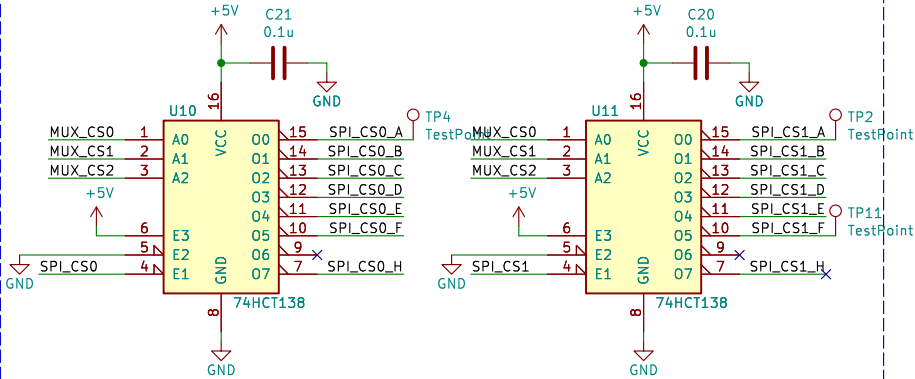 +5V
C21
0.1u
GND
U10
16
VCC
TP4
TestPoint
MUX_CS0
1
A0
O0
15
SPI_CS0_A
MUX_CS1
2
A1
O1
14
SPI_CS0_B
MUX_CS2
3
A2
O2
13
SPI_CS0_C
+5V
O3
12
SPI_CS0_D
O4
11
SPI_CS0_E
6
E3
O5
10
SPI_CS0_F
5
E2
O6
9
GND
SPI_CS0
4
E1
GND
O7
7
SPI_CS0_H
74HCT138
8
GND
+5V
C20
0.1u
GND
U11
16
VCC
TP2
TestPoint
MUX_CS0
1
A0
O0
15
SPI_CS1_A
MUX_CS1
2
A1
O1
14
SPI_CS1_B
MUX_CS2
3
A2
O2
13
SPI_CS1_C
+5V
O3
12
SPI_CS1_D
O4
11
SPI_CS1_E
TP11
TestPoint
6
E3
O5
10
SPI_CS1_F
5
E2
O6
9
GND
SPI_CS1
4
E1
GND
O7
7
SPI_CS1_H
74HCT138
8
GND